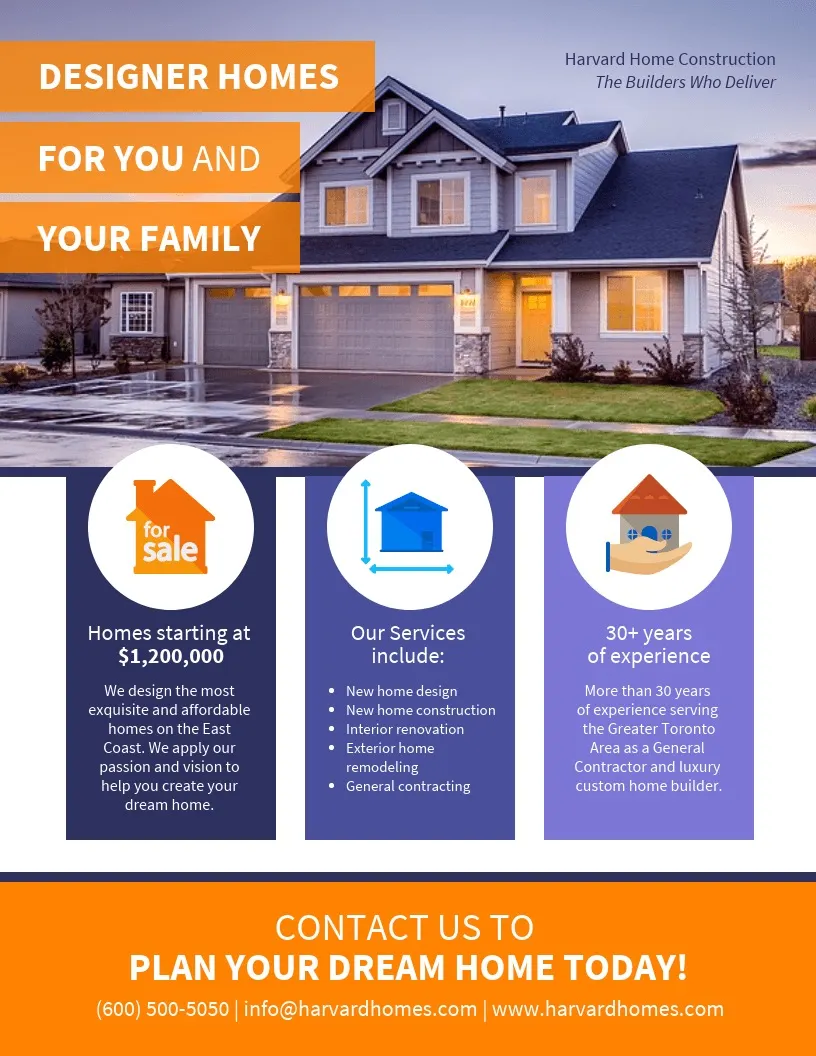 DESIGNER HOMES
FOR YOU AND
YOUR FAMILY
Harvard Home Construction
The Builders Who Deliver
for
sale
Homes starting at
$1,200,000
We design the most
exquisite and affordable
homes on the East
Coast. We apply our
passion and vision to
help you create your
dream home.
Our Services
include:
• New home design
• New home construction
• Interior renovation
• Exterior home
remodeling
• General contracting
30+ years
of experience
More than 30 years
of experience serving
the Greater Toronto
Area as a General
Contractor and luxury
custom home builder.
CONTACT US TO
PLAN YOUR DREAM HOME TODAY!
(600) 500-5050 | info@harvardhomes.com | www.harvardhomes.com